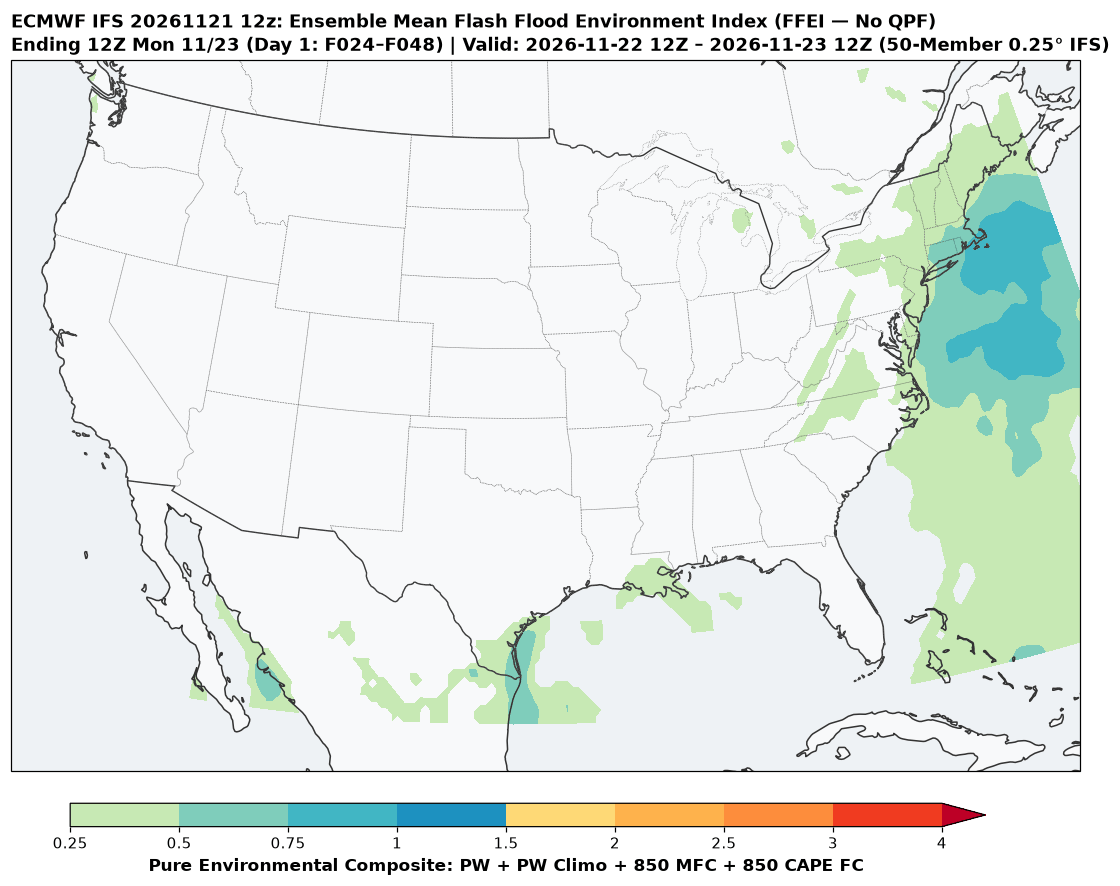 ECMWF IFS 20261121 12z: Ensemble Mean Flash Flood Environment Index (FFEI — No QPF)
Ending 12Z Mon 11/23 (Day 1: F024–F048) | Valid: 2026-11-22 12Z – 2026-11-23 12Z (50-Member 0.25° IFS)
0.25 0.5 0.75 1 1.5 2 2.5 3 4
Pure Environmental Composite: PW + PW Climo + 850 MFC + 850 CAPE FC